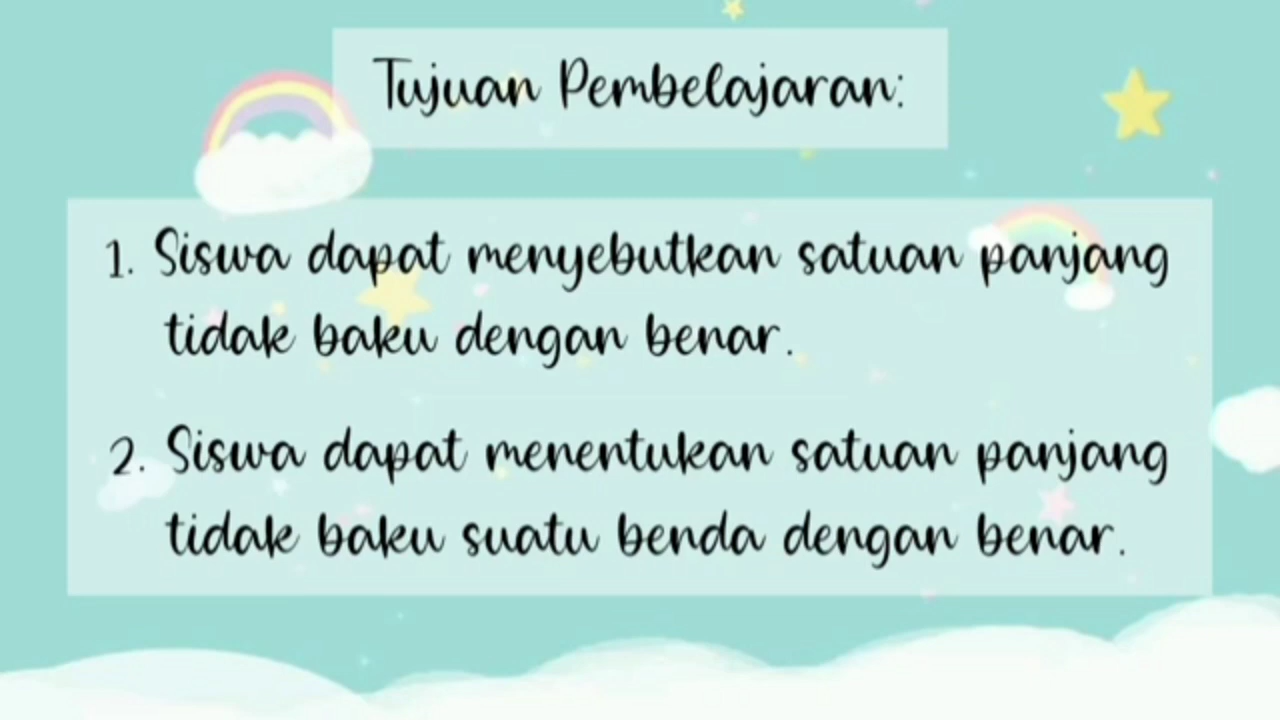 Tujuan Pembelajaran:
1. Siswa dapat menyebutkan satuan panjang
tidak baku dengan benar.
2. Siswa dapat menentukan satuan panjang
tidak baku suatu benda dengan benar.